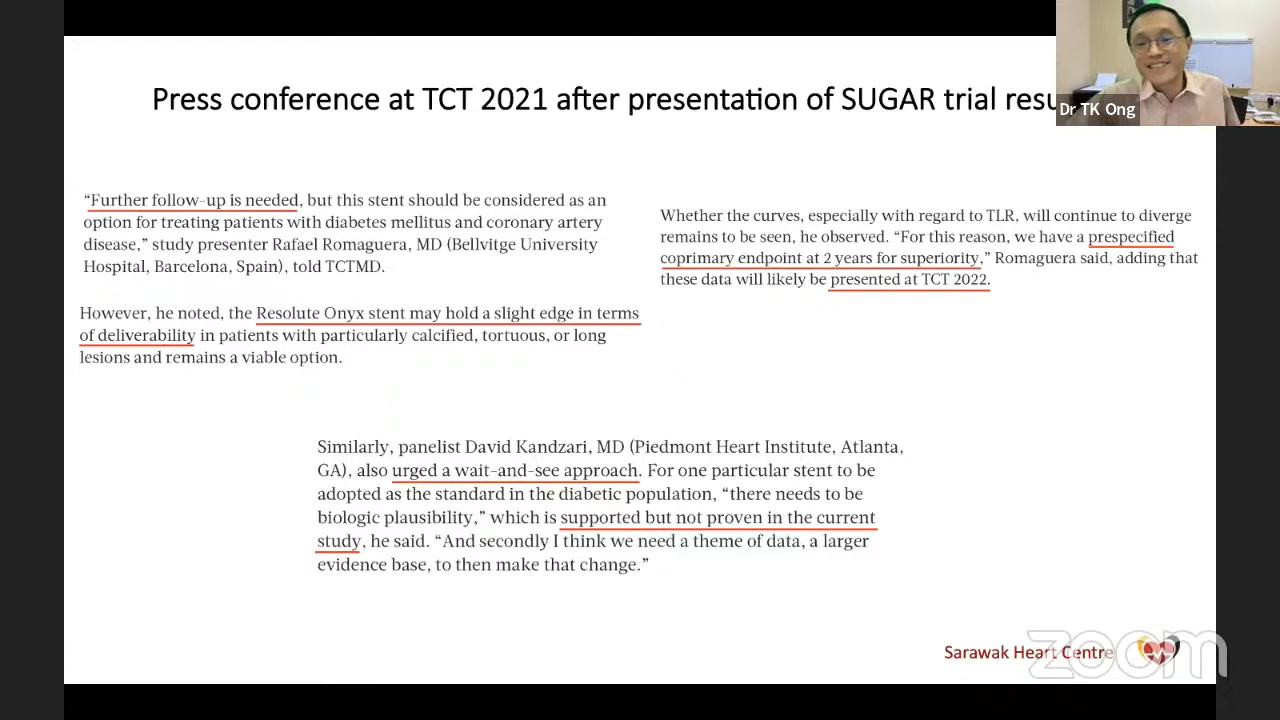 Press conference at TCT 2021 after presentation of SUGAR trial
Dr TK Ong
“Further follow-up is needed, but this stent should be considered as an
option for treating patients with diabetes mellitus and coronary artery
disease,” study presenter Rafael Romaguera, MD (Bellvitge University
Hospital, Barcelona, Spain), told TCTMD.
However, he noted, the Resolute Onyx stent may hold a slight edge in terms
of deliverability in patients with particularly calcified, tortuous, or long
lesions and remains a viable option.
Whether the curves, especially with regard to TLR, will continue to diverge
remains to be seen, he observed. “For this reason, we have a prespecified
coprimary endpoint at 2 years for superiority,” Romaguera said, adding that
these data will likely be presented at TCT 2022.
Similarly, panelist David Kandzari, MD (Piedmont Heart Institute, Atlanta,
GA), also urged a wait-and-see approach. For one particular stent to be
adopted as the standard in the diabetic population, “there needs to be
biologic plausibility,” which is supported but not proven in the current
study, he said. “And secondly I think we need a theme of data, a larger
evidence base, to then make that change.”
Sarawak Heart Centre
zoom